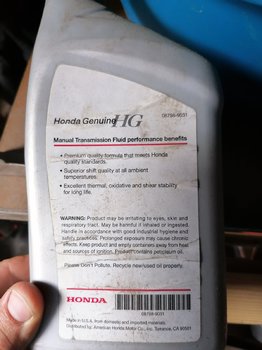 Honda Genuine HG
08798-9031
Manual Transmission Fluid performance benefits
• Premium quality formula that meets Honda
quality standards.
• Superior shift quality at all ambient
temperatures.
• Excellent thermal, oxidative and shear stability
for long life.
WARNING: Product may be irritating to eyes, skin and
respiratory tract. May be harmful if inhaled or ingested.
Handle in accordance with good industrial hygiene and
safety practices. Prolonged exposure may cause chronic
effects. Keep product and empty containers away from heat
and sources of ignition. Product contains petroleum oil.
Please Don't Pollute. Recycle new/used oil properly.
HONDA
08798-9031
Made in U.S.A. from domestic and imported materials.
Distributed by: American Honda Motor Co., Inc. Torrance, CA 90501